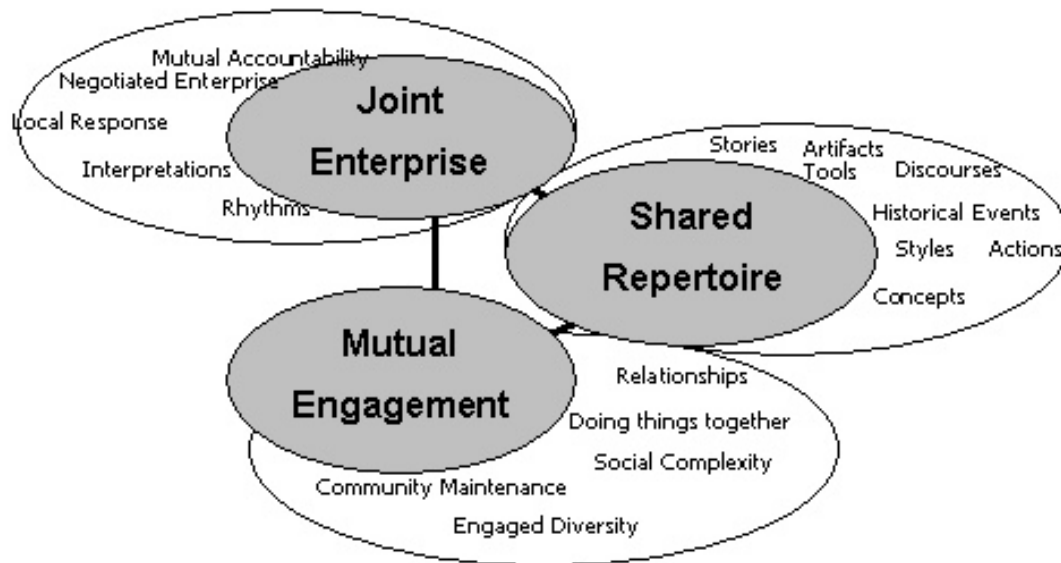 Mutual Accountability
Negotiated Enterprise
Local Response
Interpretations
Rhythms
Joint
Enterprise
Stories
Artifacts
Tools
Discourses
Historical Events
Styles
Actions
Concepts
Shared
Repertoire
Mutual
Engagement
Relationships
Doing things together
Social Complexity
Community Maintenance
Engaged Diversity